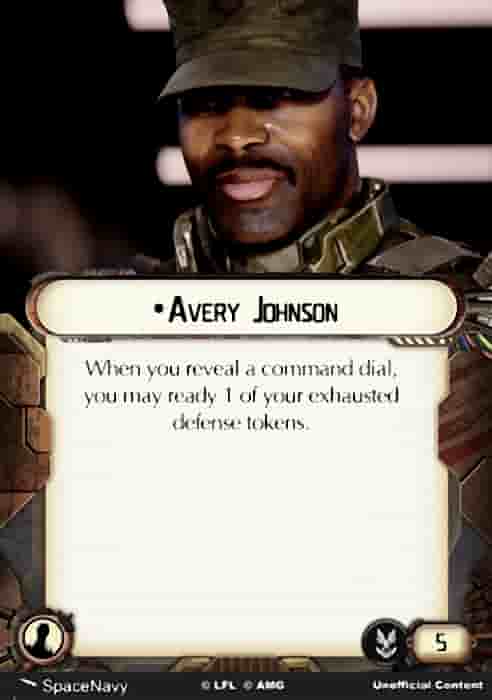 •Avery Johnson
When you reveal a command dial,
you may ready 1 of your exhausted
defense tokens.
5
SpaceNavy © LFL © AMG Unofficial Content